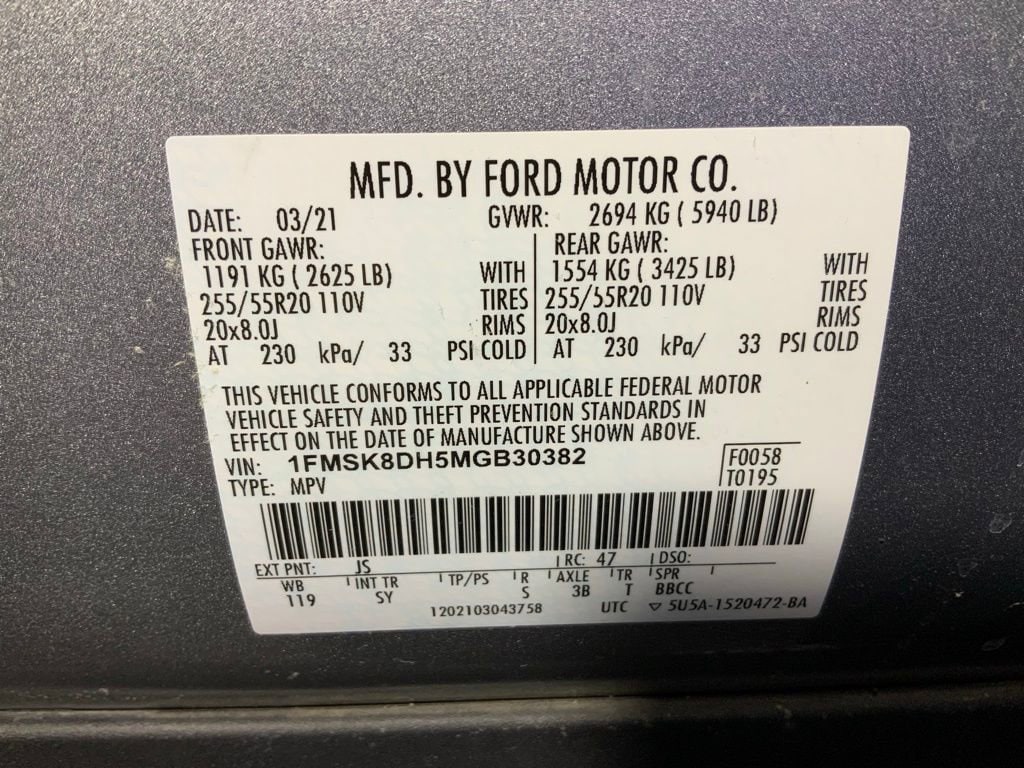 MFD. BY FORD MOTOR CO.
DATE: 03/21 GVWR: 2694 KG ( 5940 LB)
FRONT GAWR: REAR GAWR:
1191 KG ( 2625 LB) WITH 1554 KG ( 3425 LB) WITH
255/55R20 110V TIRES 255/55R20 110V TIRES
20x8.0J RIMS 20x8.0J RIMS
AT 230 kPa/ 33 PSI COLD AT 230 kPa/ 33 PSI COLD
THIS VEHICLE CONFORMS TO ALL APPLICABLE FEDERAL MOTOR
VEHICLE SAFETY AND THEFT PREVENTION STANDARDS IN
EFFECT ON THE DATE OF MANUFACTURE SHOWN ABOVE.
VIN: 1FMSK8DH5MGB30382 F0058
TYPE: MPV T0195
EXT PNT: JS RC: 47 DSO:
WB INT TR TP/PS R AXLE TR SPR
119 SY S 3B T BBCC
1202103043758 UTC ▽ 5U5A-1520472-BA